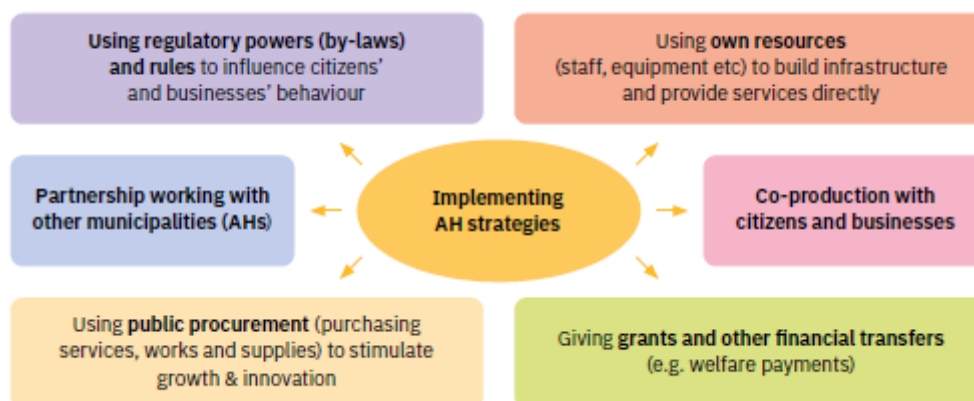 Using regulatory powers (by-laws)
and rules to influence citizens'
and businesses' behaviour
Using own resources
(staff, equipment etc) to build infrastructure
and provide services directly
Partnership working with
other municipalities (AHs)
Implementing
AH strategies
Co-production with
citizens and businesses
Using public procurement (purchasing
services, works and supplies) to stimulate
growth & innovation
Giving grants and other financial transfers
(e.g. welfare payments)